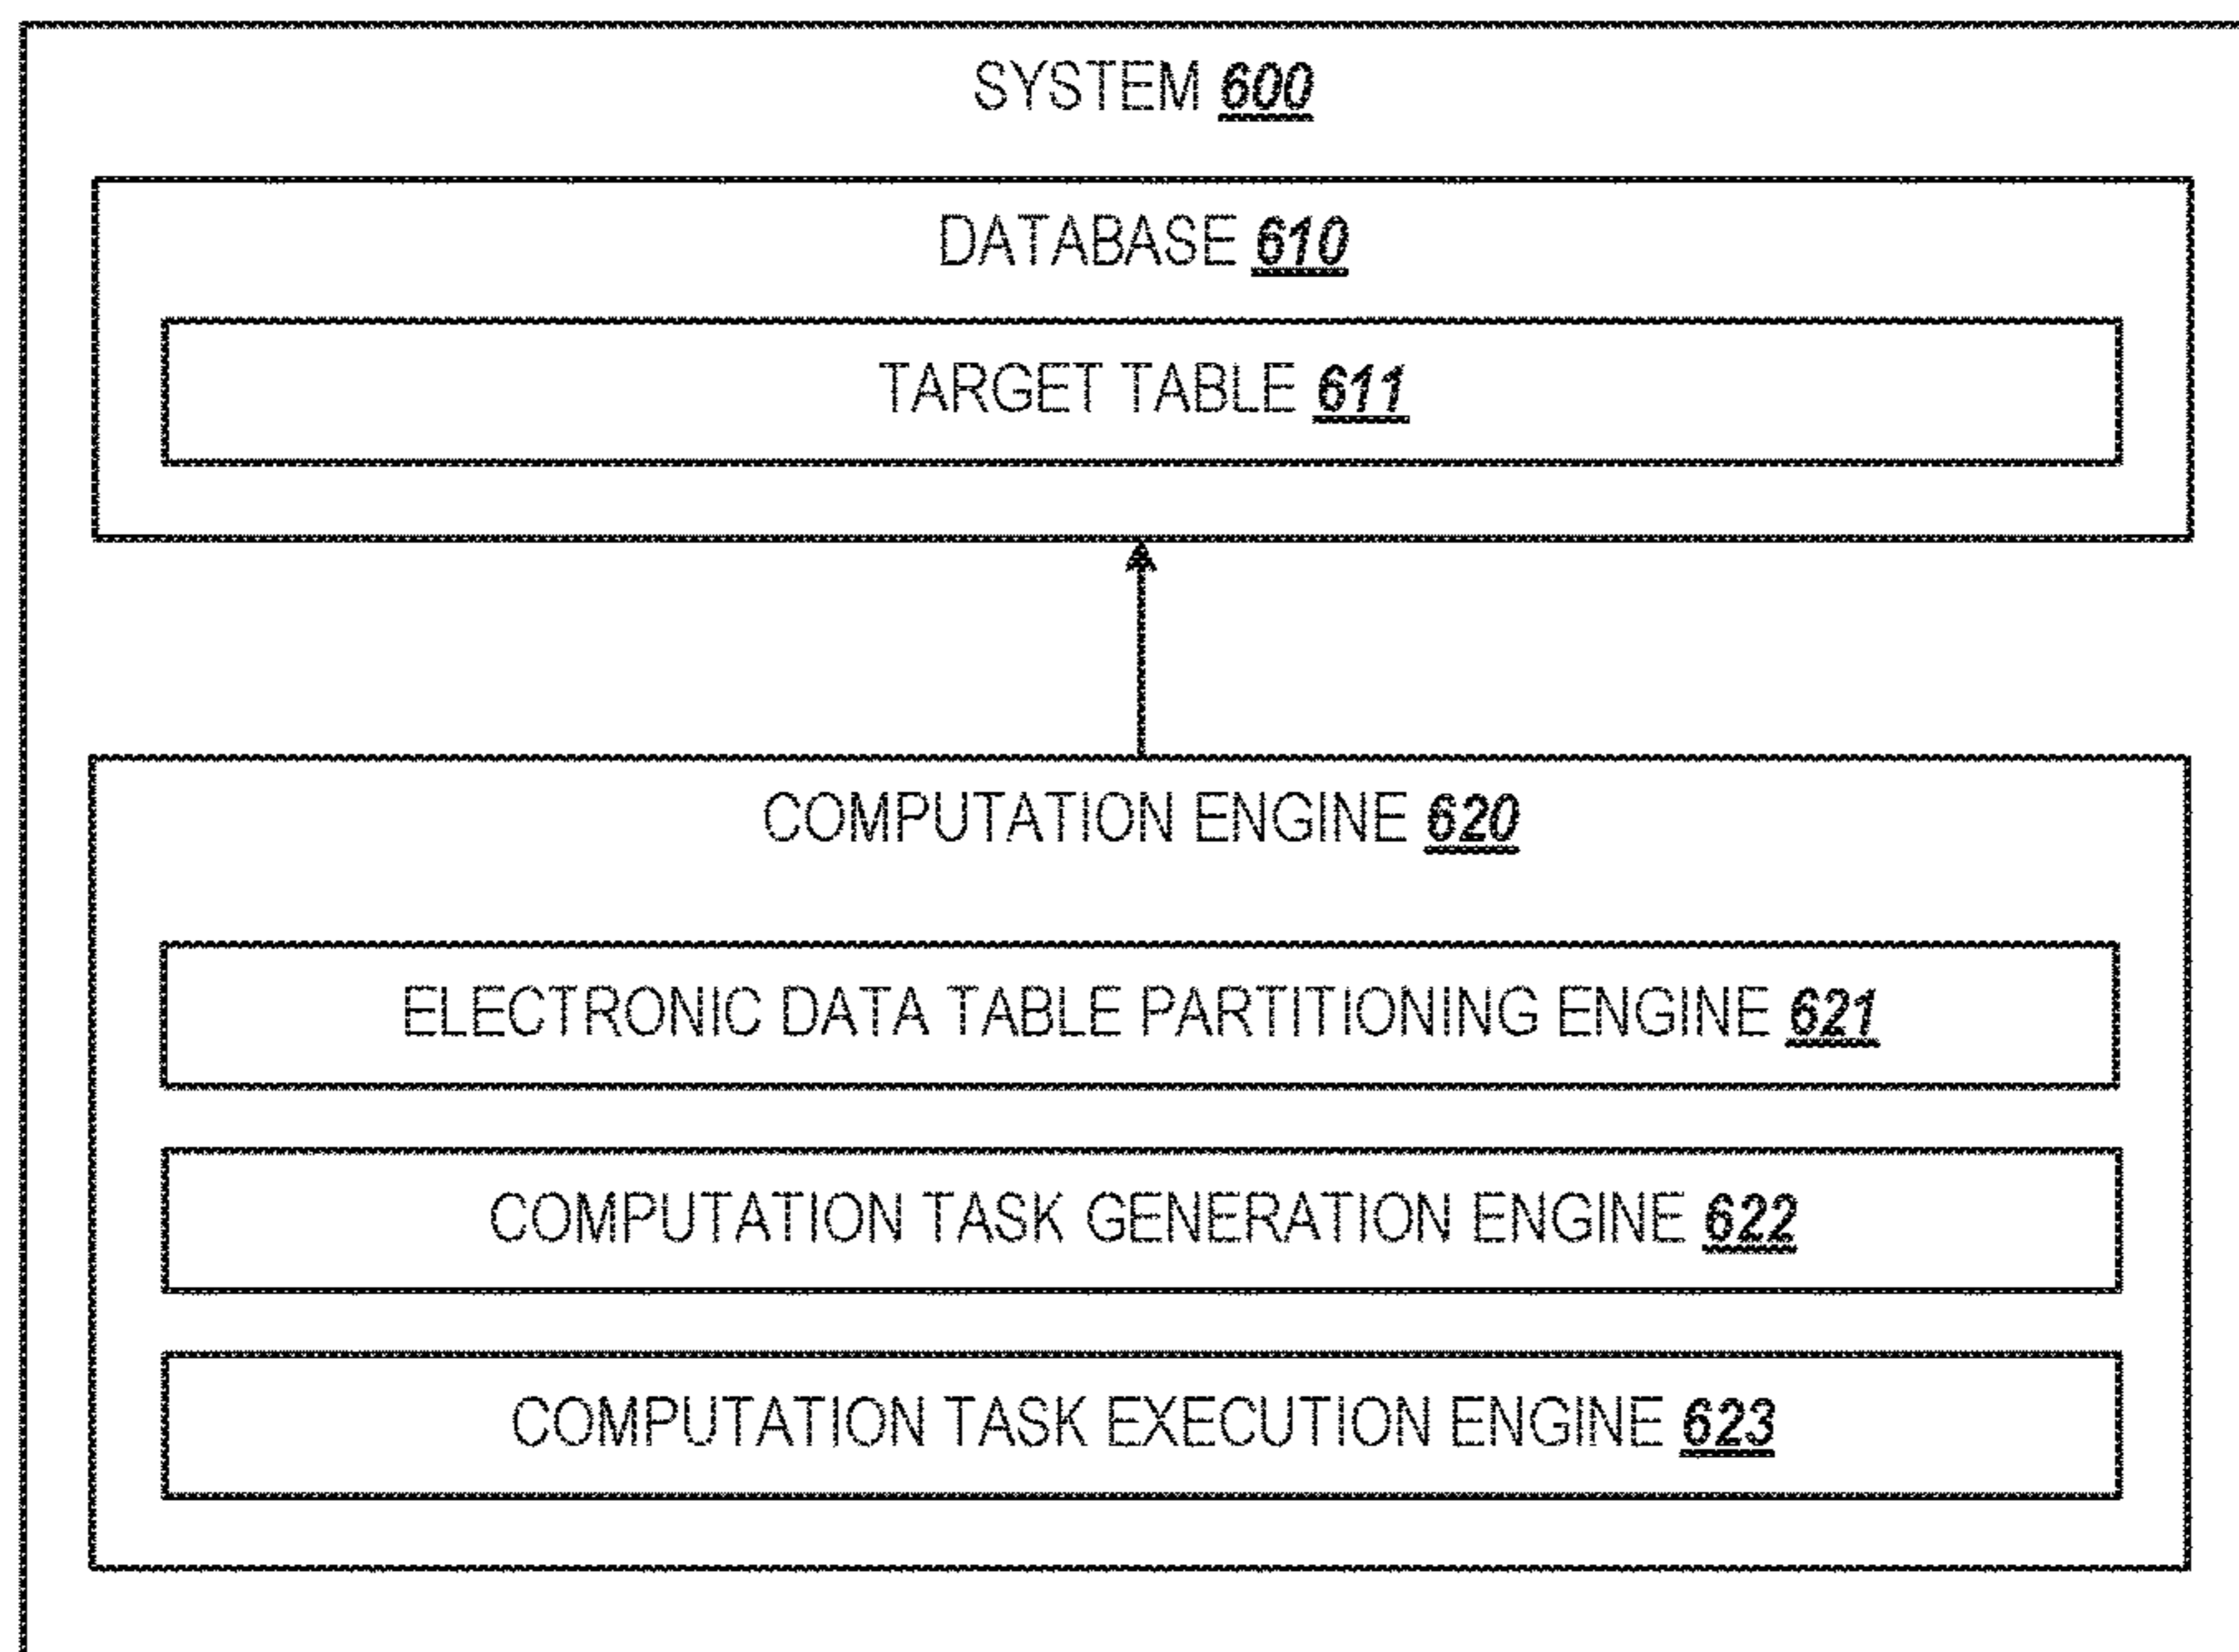 SYSTEM 600
DATABASE 610
TARGET TABLE 611
COMPUTATION ENGINE 620
ELECTRONIC DATA TABLE PARTITIONING ENGINE 621
COMPUTATION TASK GENERATION ENGINE 622
COMPUTATION TASK EXECUTION ENGINE 623